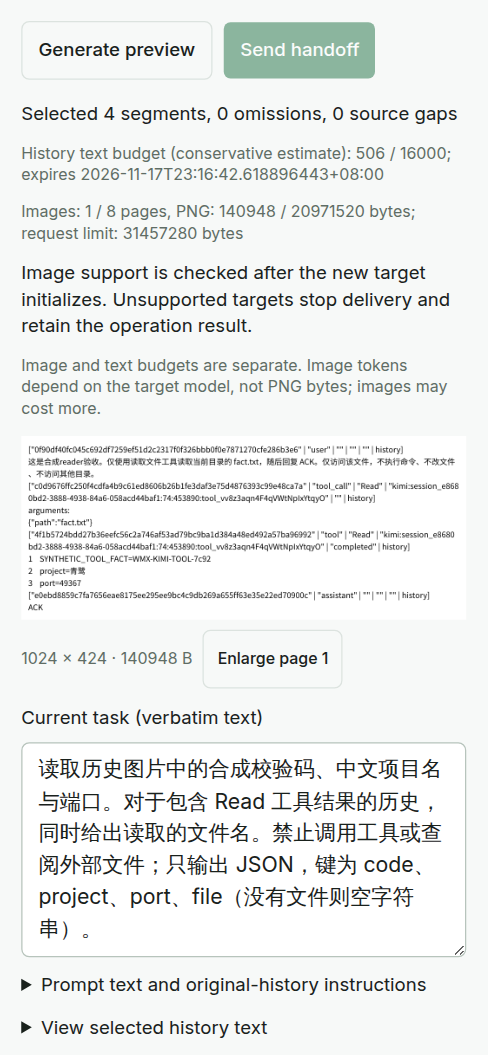 Generate preview
Send handoff
Selected 4 segments, 0 omissions, 0 source gaps
History text budget (conservative estimate): 506 / 16000;
expires 2026-11-17T23:16:42.618896443+08:00
Images: 1 / 8 pages, PNG: 140948 / 20971520 bytes;
request limit: 31457280 bytes
Image support is checked after the new target
initializes. Unsupported targets stop delivery and
retain the operation result.
Image and text budgets are separate. Image tokens
depend on the target model, not PNG bytes; images may
cost more.
["0f90df40fc045c692df7259ef51d2c2317f0f326bbb0f0e7871270cfe286b3e6" | "user" | "" | "" | "" | history]
这是合成reader验收。仅使用读取文件工具读取当前目录的 fact.txt，随后回复 ACK。仅访问该文件，不执行命令、不改文件
、不访问其他目录。
["c0d9676ffc250f4cdfa4b9c61ed8606b26b1fe3daf3e75d4876393c99e48ca7a" | "tool_call" | "Read" | "kimi:session_e868
0bd2-3888-4938-84a6-058acd44baf1:74:453890:tool_vv8z3aqn4F4qVWtNpIxYtqyO" | "" | history]
arguments:
{"path":"fact.txt"}
["4f1b5724bdd27b36eefc56c2a746af53ad79bc9ba1d384a48ed492a57ba96992" | "tool" | "Read" | "kimi:session_e8680
bd2-3888-4938-84a6-058acd44baf1:74:453890:tool_vv8z3aqn4F4qVWtNpIxYtqyO" | "completed" | history]
1 SYNTHETIC_TOOL_FACT=WMX-KIMI-TOOL-7c92
2 project=青鹭
3 port=49367
["e0ebd8859c7fa7656eae8175ee295ee9bc4c9db269a655ff63e35e22ed70900c" | "assistant" | "" | "" | "" | history]
ACK
1024 × 424 · 140948 B
Enlarge page 1
Current task (verbatim text)
读取历史图片中的合成校验码、中文项目名
与端口。对于包含 Read 工具结果的历史，
同时给出读取的文件名。禁止调用工具或查
阅外部文件；只输出 JSON，键为 code、
project、port、file（没有文件则空字符
串）。
Prompt text and original-history instructions
View selected history text